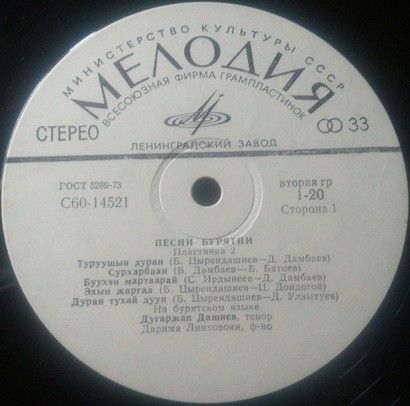 МИНИСТЕРСТВО КУЛЬТУРЫ СССР
МЕЛОДИЯ
ВСЕСОЮЗНАЯ ФИРМА ГРАМПЛАСТИНОК
СТЕРЕО
33
ЛЕНИНГРАДСКИЙ ЗАВОД
ГОСТ 5289-73
С60-14521
вторая гр
1-20
Сторона 1
ПЕСНИ БУРЯТИИ
Пластинка 2
Туруушын дуран (Б. Цырендашиев—Д. Дамбаев)
Сурхарбаан (В. Дамбаев—Б. Батоев)
Буухэн мартаарай (С. Ирдынеев—Д. Дамбаев)
Эхын жаргал (Б. Цырендашиев—Ц. Дондогой)
Дуран тухай дуун (Б. Цырендашиев—Д. Улзытуев)
На бурятском языке
Дугаржап Дашиев, тенор
Дарима Линховоин, ф-но